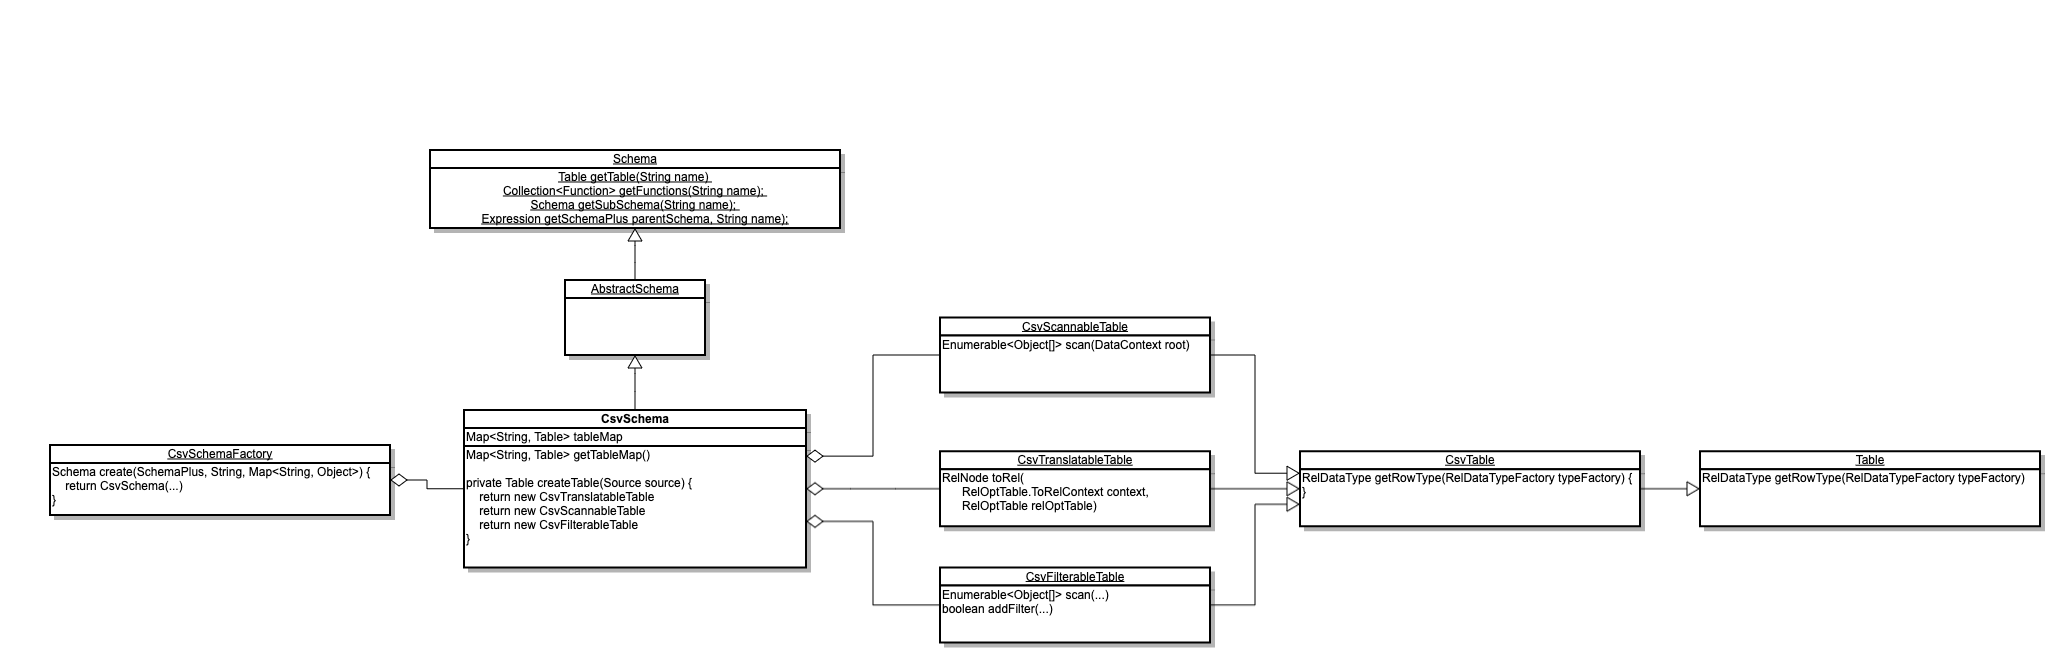 Schema
Table getTable(String name)
Collection<Function> getFunctions(String name);
Schema getSubSchema(String name);
Expression getSchemaPlus parentSchema, String name);
AbstractSchema
CsvSchemaFactory
Schema create(SchemaPlus, String, Map<String, Object>) {
return CsvSchema(...)
}
CsvSchema
Map<String, Table> tableMap
Map<String, Table> getTableMap()
private Table createTable(Source source) {
return new CsvTranslatableTable
return new CsvScannableTable
return new CsvFilterableTable
}
CsvScannableTable
Enumerable<Object[]> scan(DataContext root)
CsvTranslatableTable
RelNode toRel(
RelOptTable.ToRelContext context,
RelOptTable relOptTable)
CsvFilterableTable
Enumerable<Object[]> scan(...)
boolean addFilter(...)
CsvTable
RelDataType getRowType(RelDataTypeFactory typeFactory) {
}
Table
RelDataType getRowType(RelDataTypeFactory typeFactory)